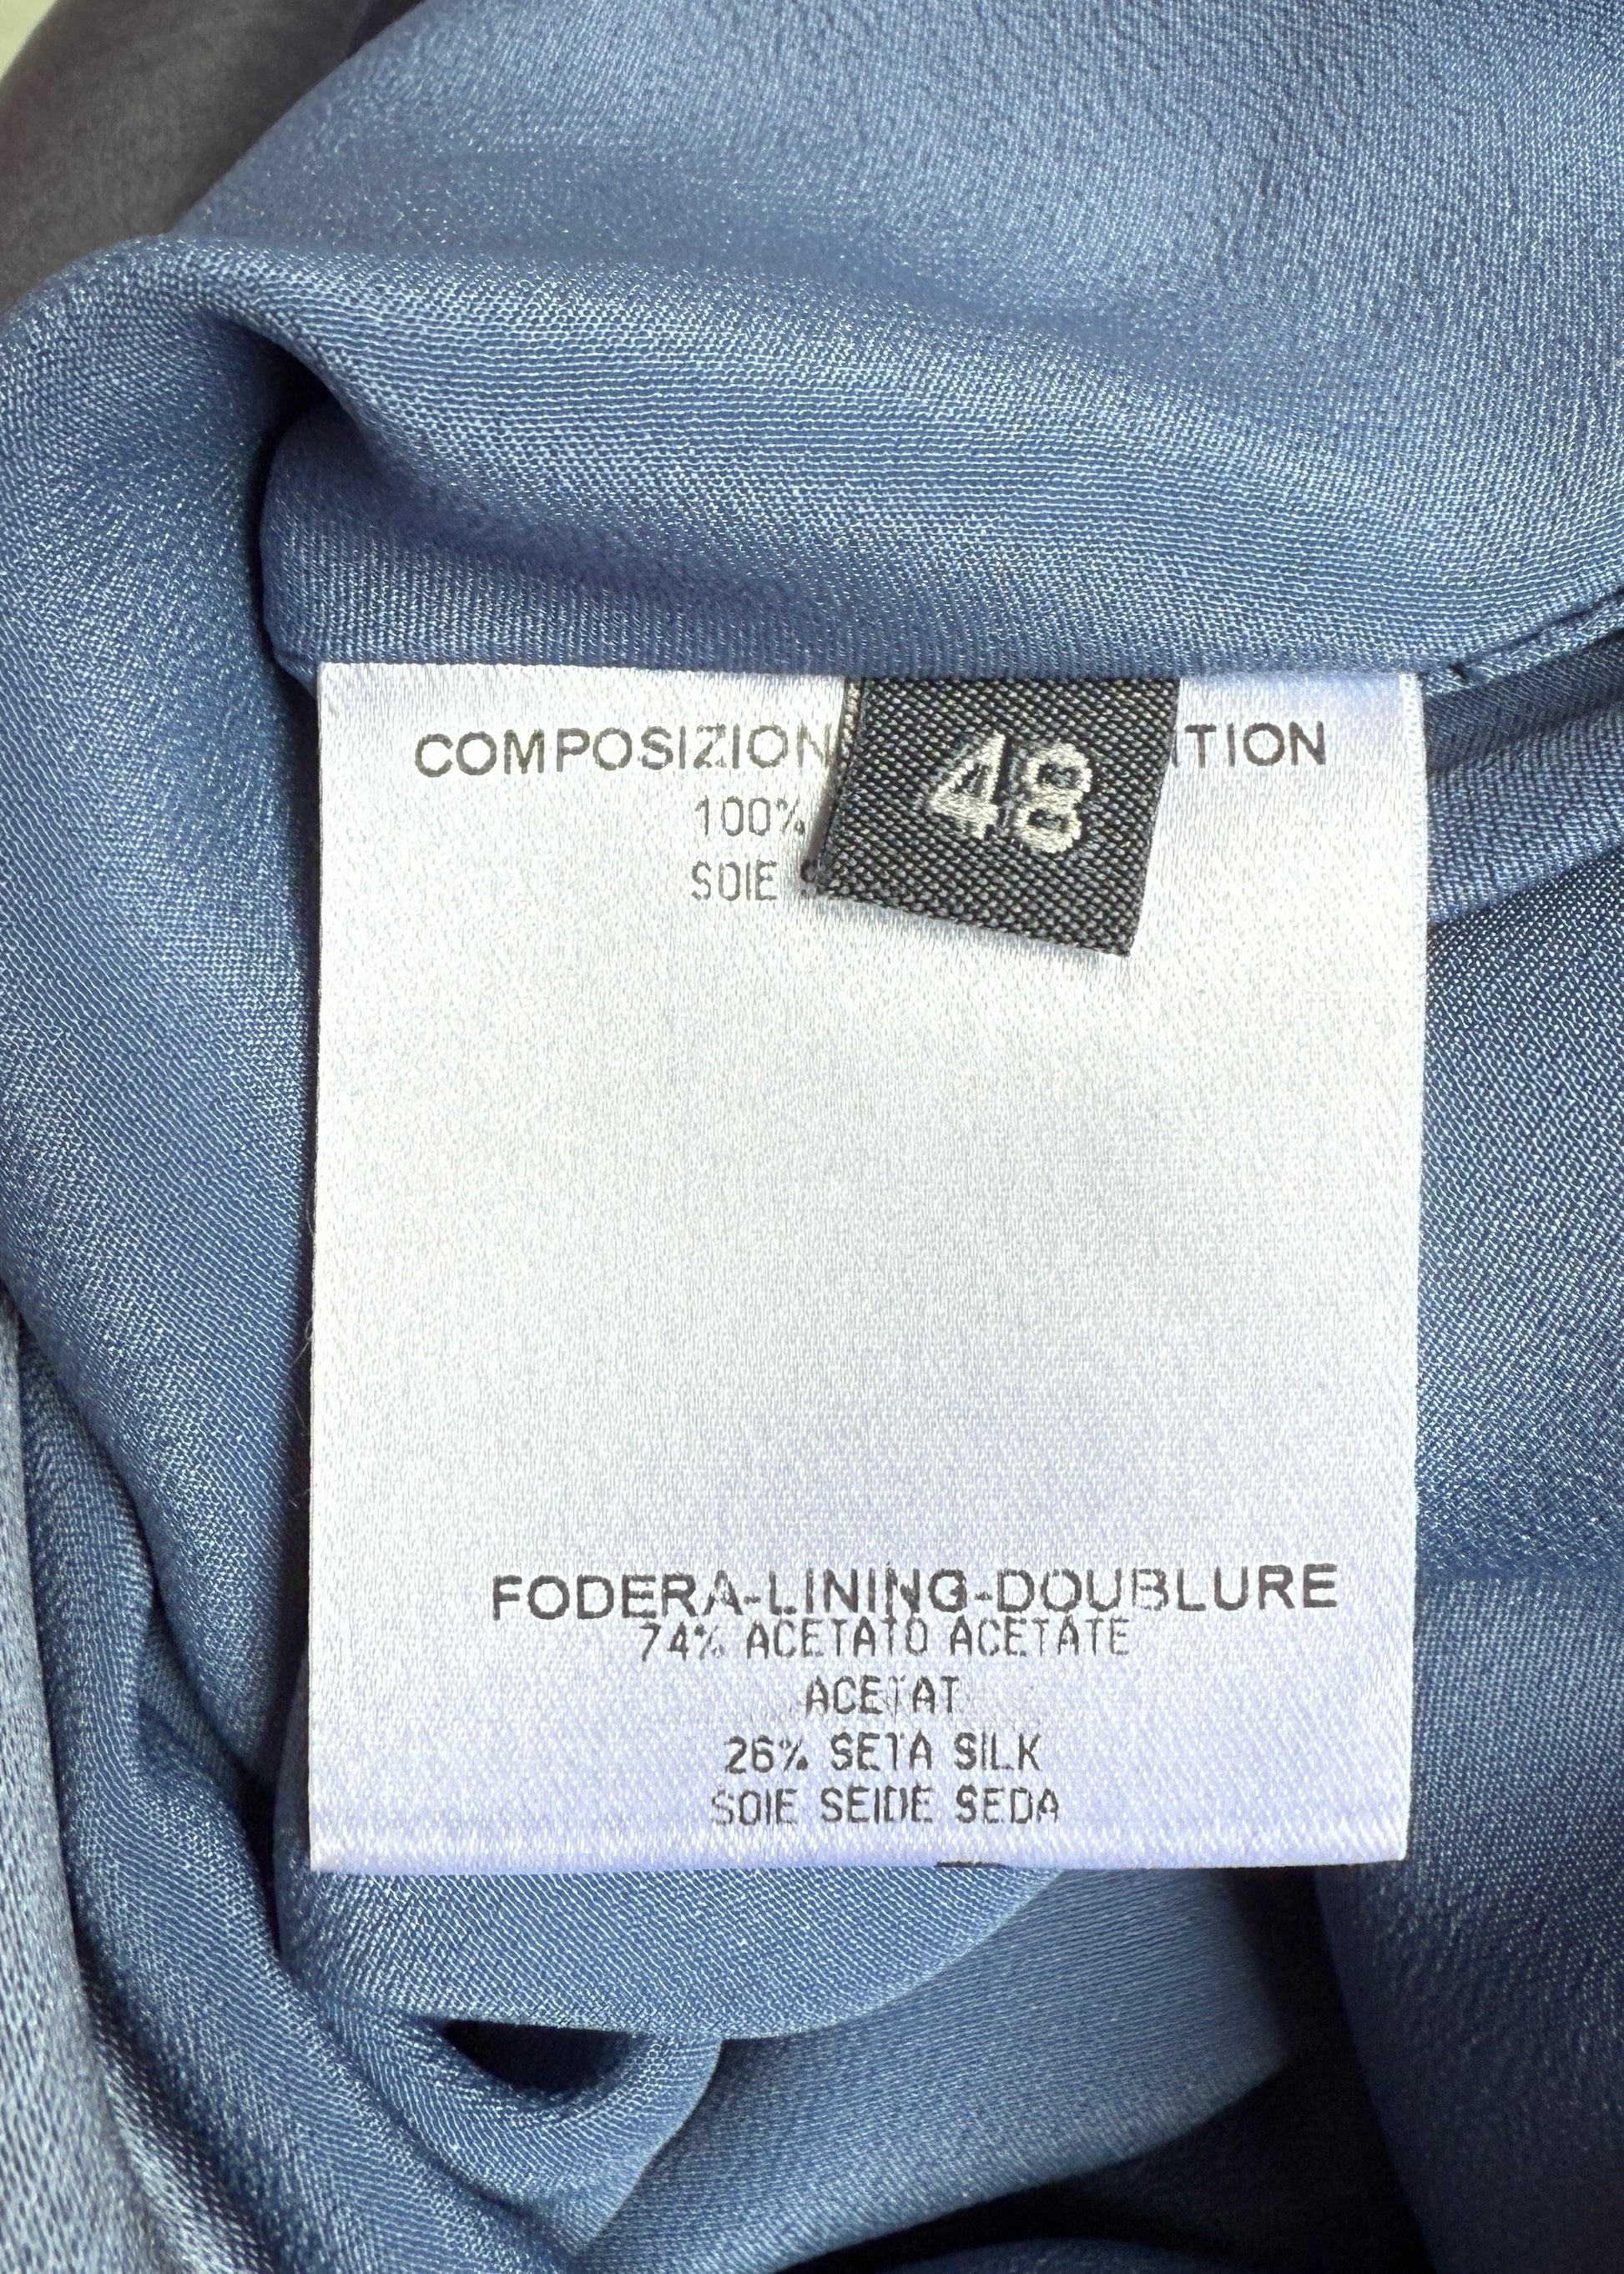 COMPOSIZION
TION
48
100%
SOIE
FODERA-LINING-DOUBLURE
74% ACETATO ACETATE
ACETAT
26% SETA SILK
SOIE SEIDE SEDA